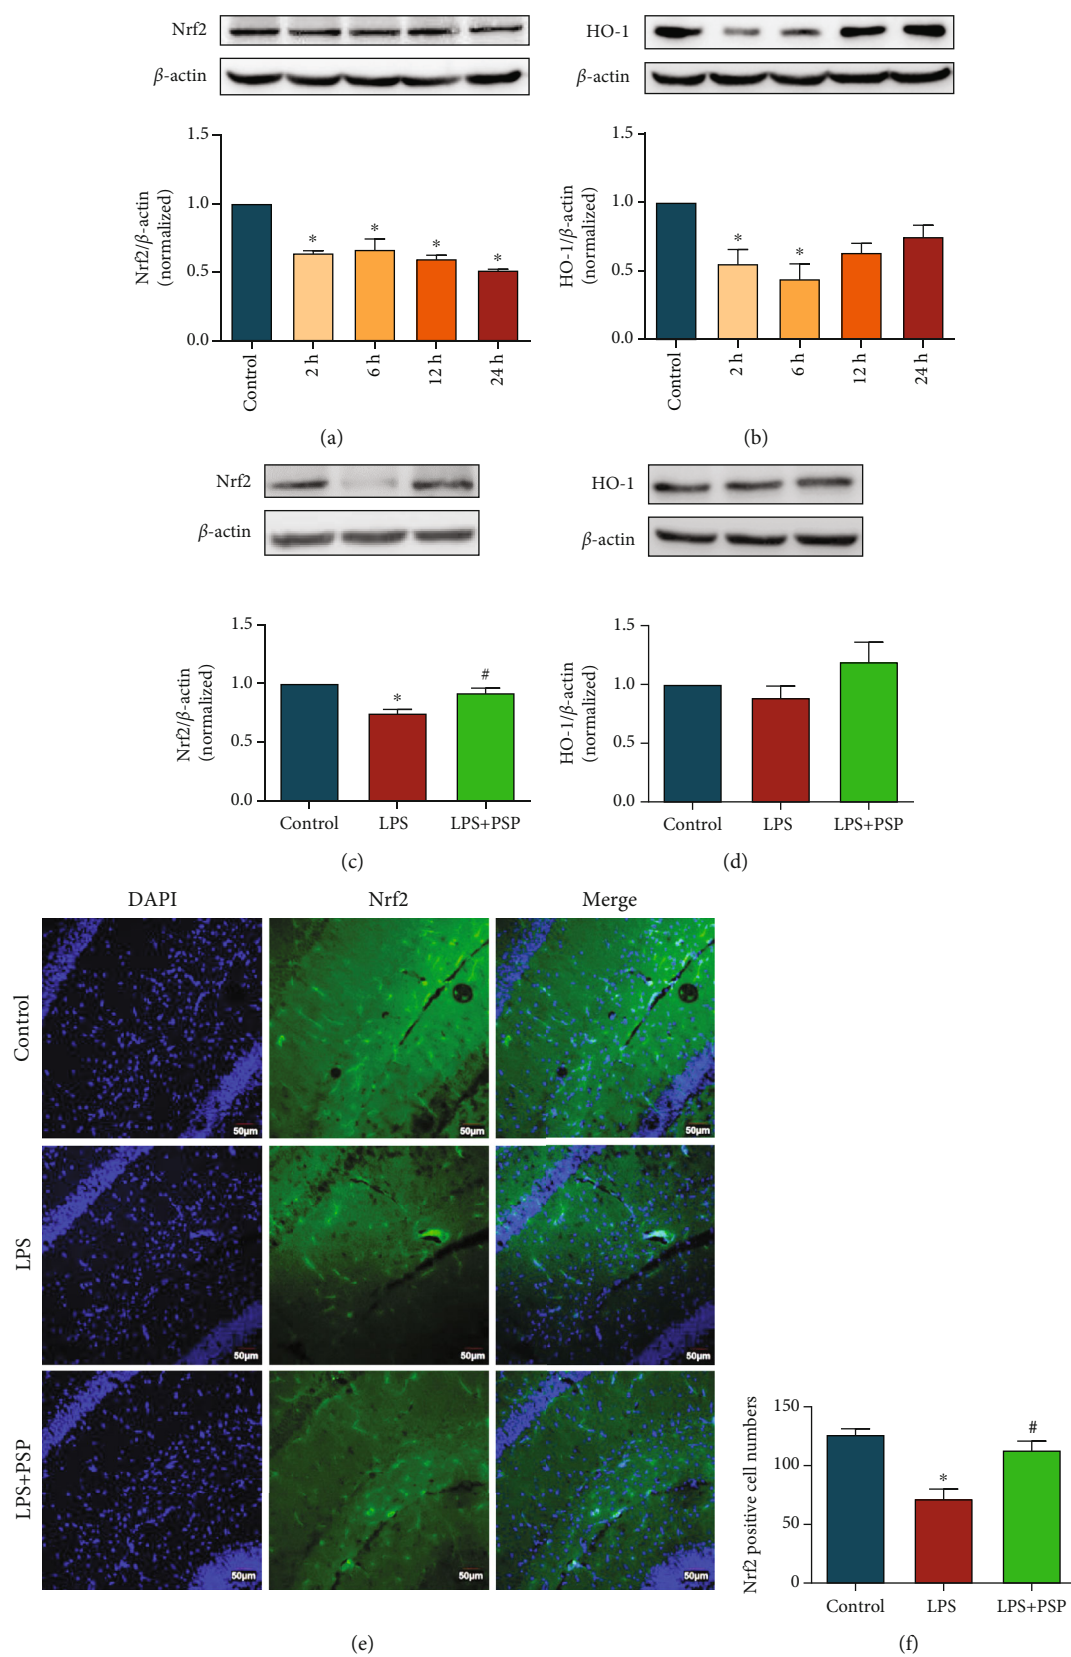 Nrf2
β-actin
1.5
1.0
0.5
0.0
Nrf2/β-actin
(normalized)
*
*
*
*
Control
2 h
6 h
12 h
24 h
(a)
HO-1
β-actin
1.5
1.0
0.5
0.0
HO-1/β-actin
(normalized)
*
*
Control
2 h
6 h
12 h
24 h
(b)
Nrf2
β-actin
1.5
1.0
0.5
0.0
Nrf2/β-actin
(normalized)
*
#
Control
LPS
LPS+PSP
(c)
HO-1
β-actin
1.5
1.0
0.5
0.0
HO-1/β-actin
(normalized)
Control
LPS
LPS+PSP
(d)
DAPI
Nrf2
Merge
Control
50µm
50µm
50µm
LPS
50µm
50µm
50µm
LPS+PSP
50µm
50µm
50µm
(e)
150
100
50
0
Nrf2 positive cell numbers
*
#
Control
LPS
LPS+PSP
(f)